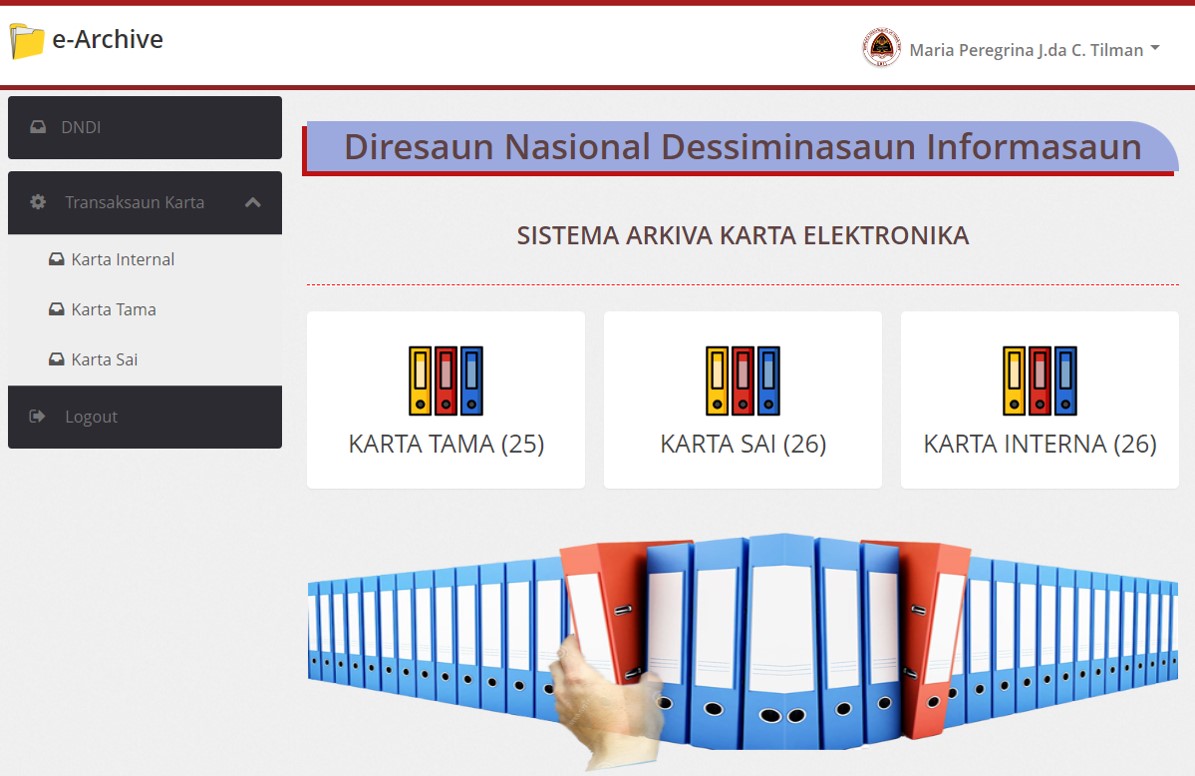 e-Archive
Maria Peregrina J.da C. Tilman
DNDI
Transaksaun Karta
Karta Internal
Karta Tama
Karta Sai
Logout
Diresaun Nasional Dessiminasaun Informasaun
SISTEMA ARKIVA KARTA ELEKTRONIKA
KARTA TAMA (25)
KARTA SAI (26)
KARTA INTERNA (26)